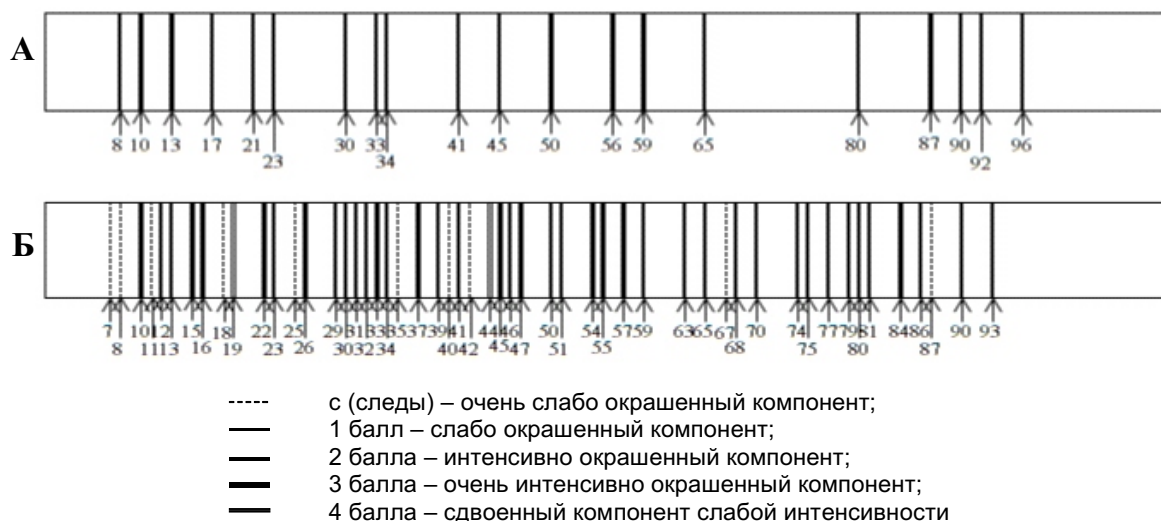 А
8 10 13 17 21 30 33 41 45 50 56 59 65 80 87 90 96
23 34 92
Б
7 10 12 15 18 22 25 29 31 33 35 37 39 41 44 46 50 54 57 59 63 65 67 70 74 77 79 81 84 86 90 93
11 13
8 16 19 23 26 30 32 34 40 42 45 47 51 55 68 75 80 87
с (следы) – очень слабо окрашенный компонент;
1 балл – слабо окрашенный компонент;
2 балла – интенсивно окрашенный компонент;
3 балла – очень интенсивно окрашенный компонент;
4 балла – сдвоенный компонент слабой интенсивности